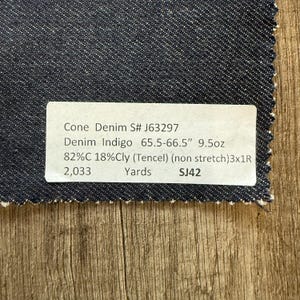 Cone Denim S# J63297
Denim Indigo 65.5-66.5" 9.5oz
82%C 18%Cly (Tencel) (non stretch)3x1R
2,033 Yards SJ42